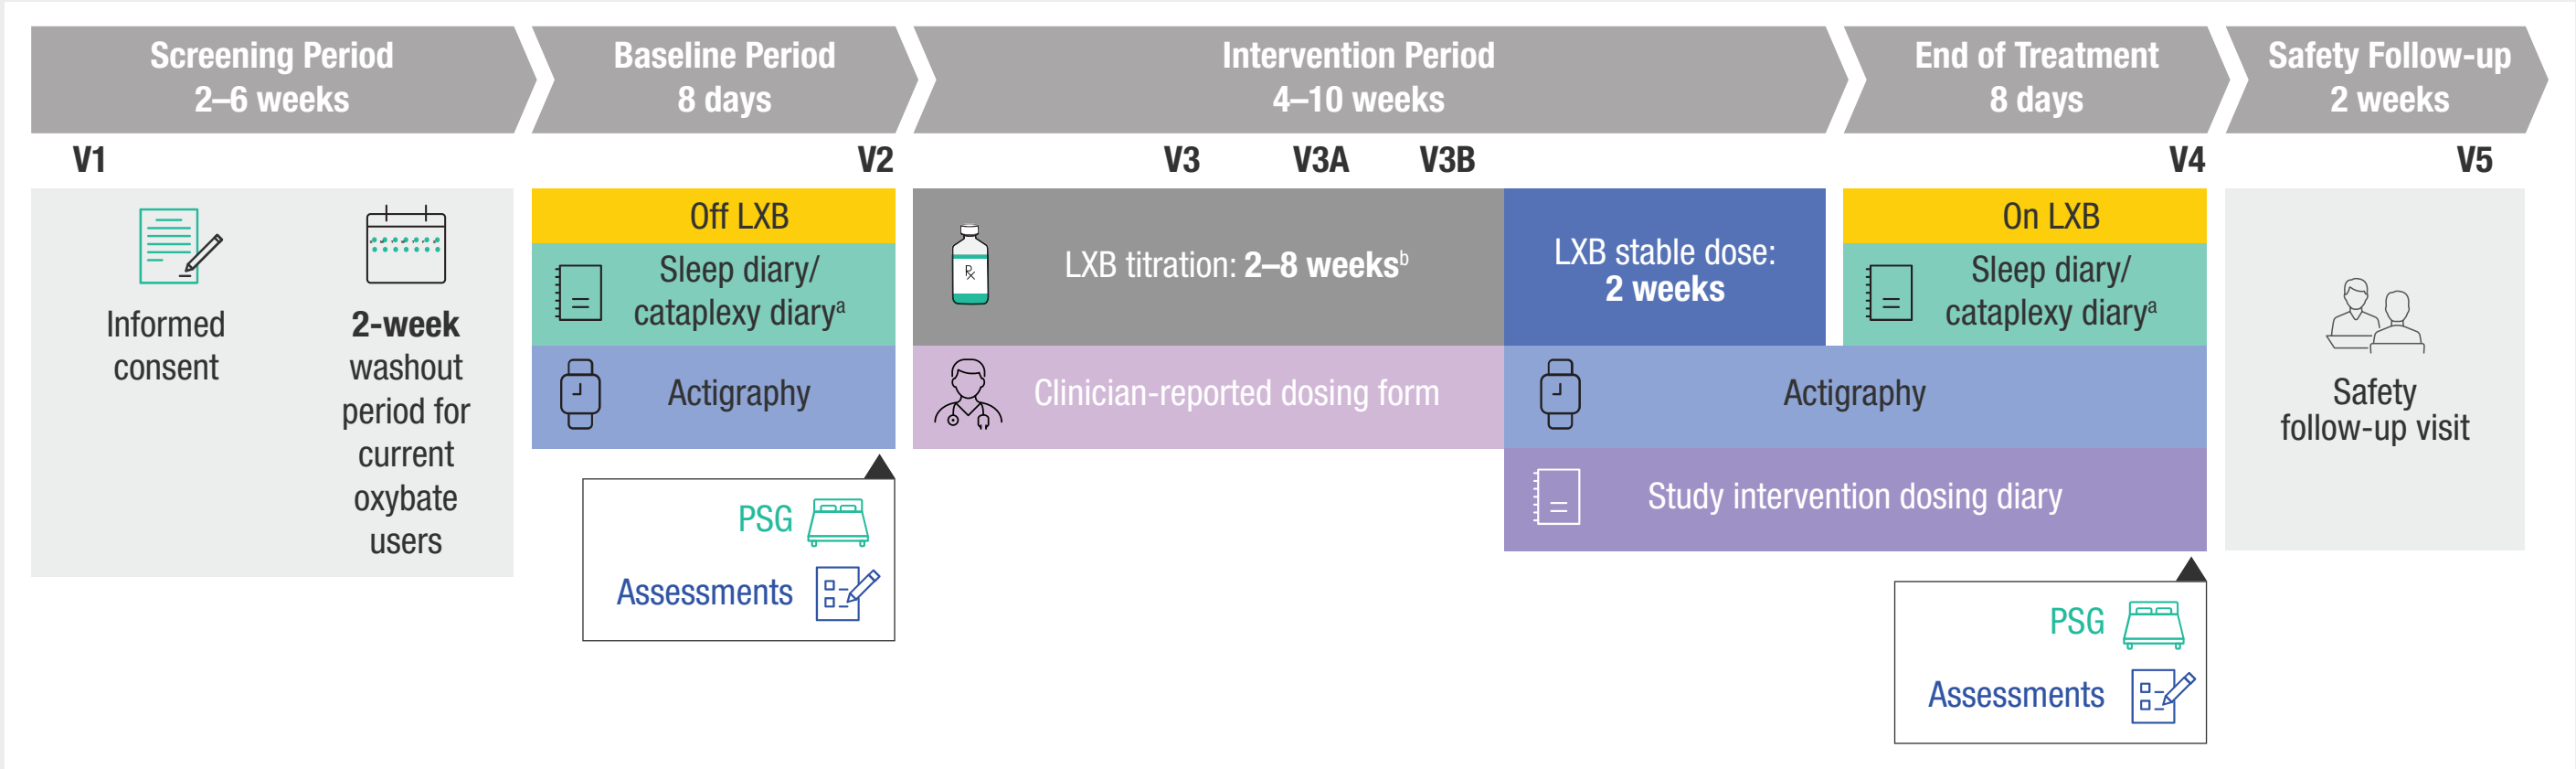 Screening Period
2–6 weeks
Baseline Period
8 days
Intervention Period
4–10 weeks
End of Treatment
8 days
Safety Follow-up
2 weeks
V1
V2
V3
V3A
V3B
V4
V5
Informed
consent
2-week
washout
period for
current
oxybate
users
Off LXB
Sleep diary/
cataplexy diaryᵃ
Actigraphy
PSG
Assessments
℞
LXB titration: 2–8 weeksᵇ
Clinician-reported dosing form
LXB stable dose:
2 weeks
On LXB
Sleep diary/
cataplexy diaryᵃ
Actigraphy
Study intervention dosing diary
PSG
Assessments
Safety
follow-up visit